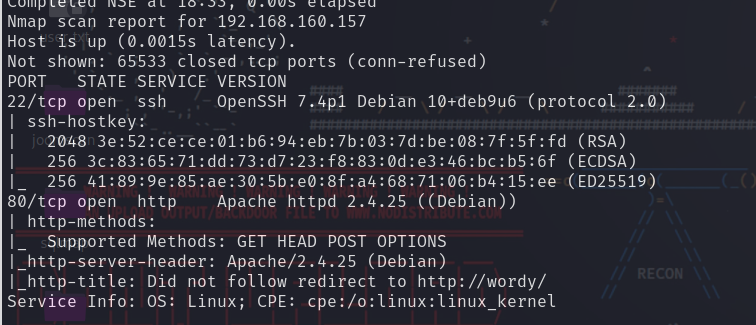 Completed NSE at 18:33, 0.00s elapsed
Nmap scan report for 192.168.160.157
Host is up (0.0015s latency).
Not shown: 65533 closed tcp ports (conn-refused)
PORT   STATE SERVICE VERSION
22/tcp open  ssh     OpenSSH 7.4p1 Debian 10+deb9u6 (protocol 2.0)
| ssh-hostkey:
|   2048 3e:52:ce:ce:01:b6:94:eb:7b:03:7d:be:08:7f:5f:fd (RSA)
|   256 3c:83:65:71:dd:73:d7:23:f8:83:0d:e3:46:bc:b5:6f (ECDSA)
|_  256 41:89:9e:85:ae:30:5b:e0:8f:a4:68:71:06:b4:15:ee (ED25519)
80/tcp open  http    Apache httpd 2.4.25 ((Debian))
| http-methods:
|_  Supported Methods: GET HEAD POST OPTIONS
|_http-server-header: Apache/2.4.25 (Debian)
|_http-title: Did not follow redirect to http://wordy/
RECON
Service Info: OS: Linux; CPE: cpe:/o:linux:linux_kernel